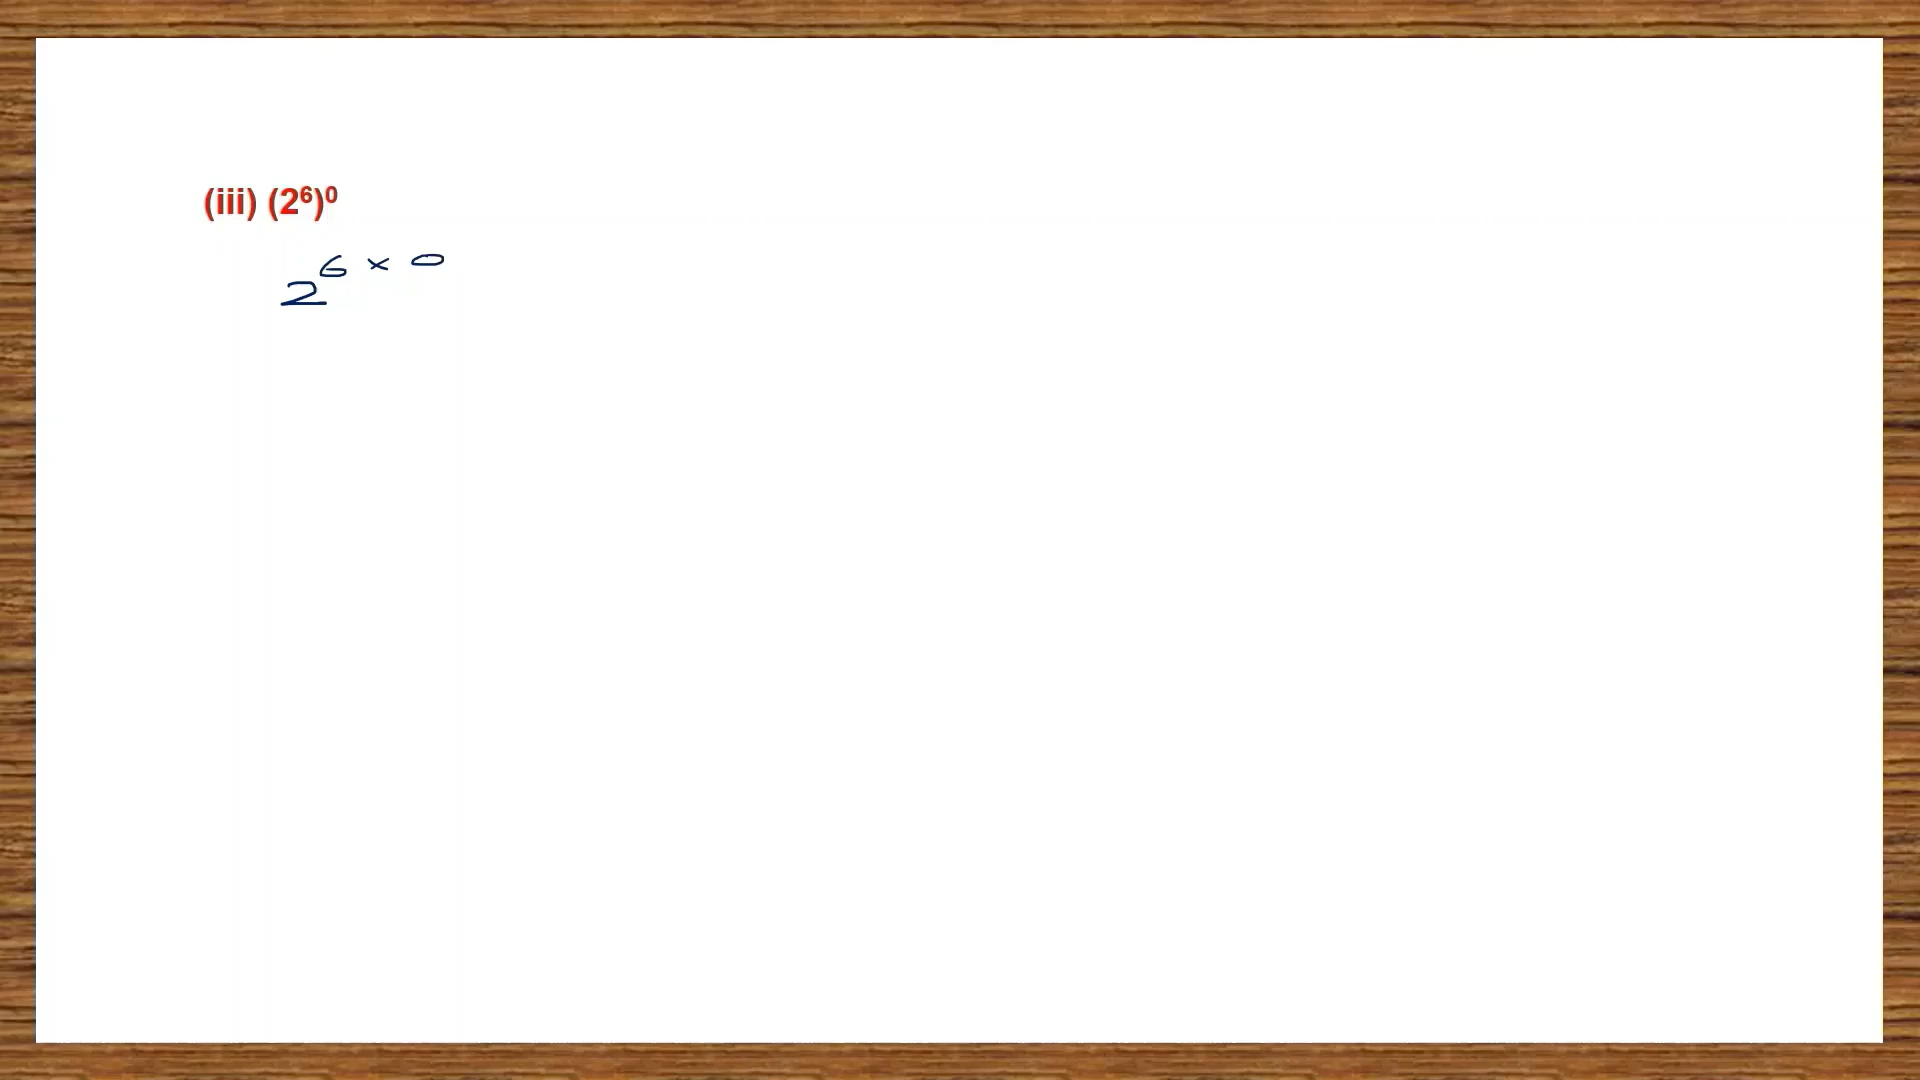 (iii) (2⁶)⁰
2⁶ ˣ ⁰